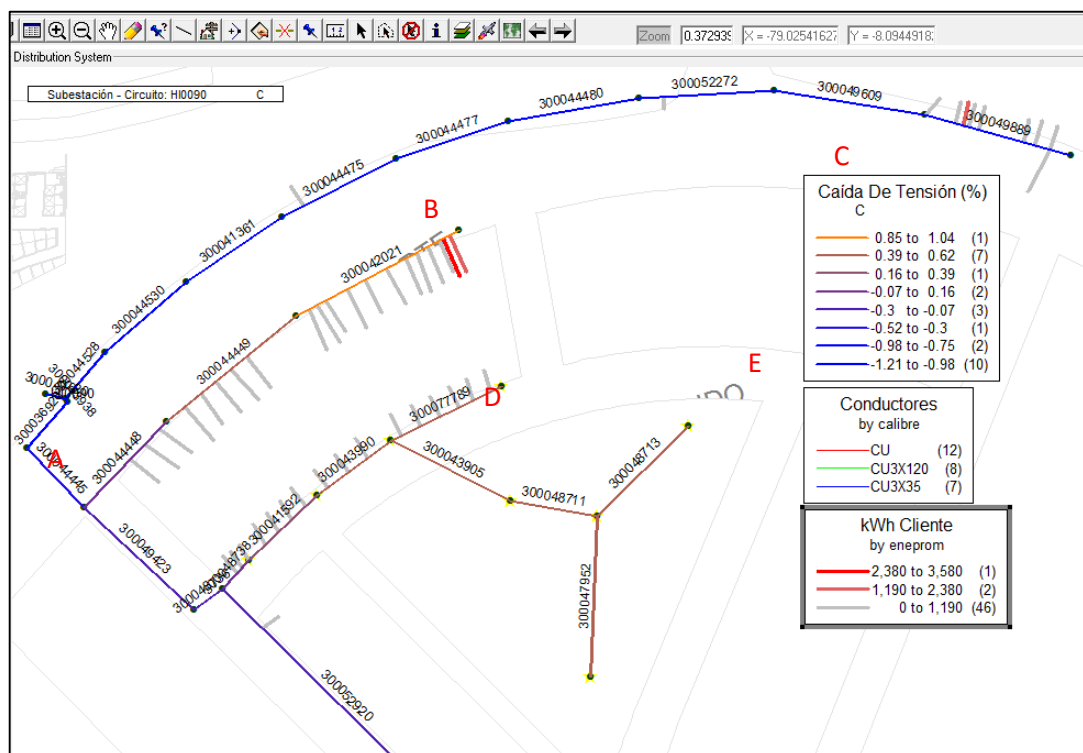 Zoom 0.372939 X = -79.02541627 Y = -8.0944918
Distribution System
Subestación - Circuito: HI0090 C
300052272
300044480
300049609
300044477
300049889
300044475
C
300041361
B
300042021
300044530
300044528
300044449
300044445
A
300044448
300049423
E
300077789
D
300043990
300043905
300048713
300048711
300041592
300048738
300047952
300052920
Caída De Tensión (%)
C
0.85 to 1.04 (1)
0.39 to 0.62 (7)
0.16 to 0.39 (1)
-0.07 to 0.16 (2)
-0.3 to -0.07 (3)
-0.52 to -0.3 (1)
-0.98 to -0.75 (2)
-1.21 to -0.98 (10)
Conductores
by calibre
CU (12)
CU3X120 (8)
CU3X35 (7)
kWh Cliente
by eneprom
2,380 to 3,580 (1)
1,190 to 2,380 (2)
0 to 1,190 (46)